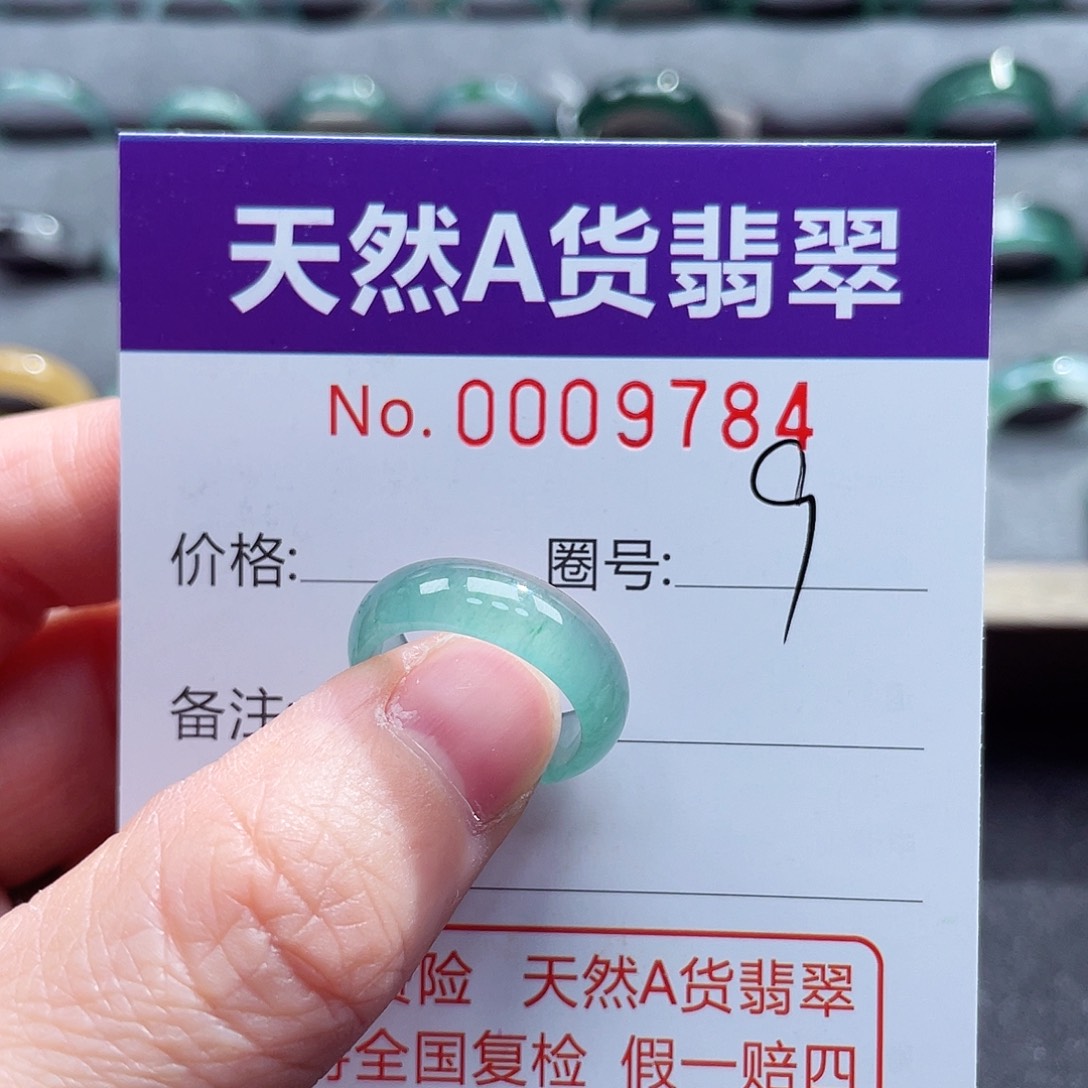 天然A货翡翠
No. 0009784
价格: 圈号: 9
备注
险 天然A货翡翠
全国复检 假一赔四